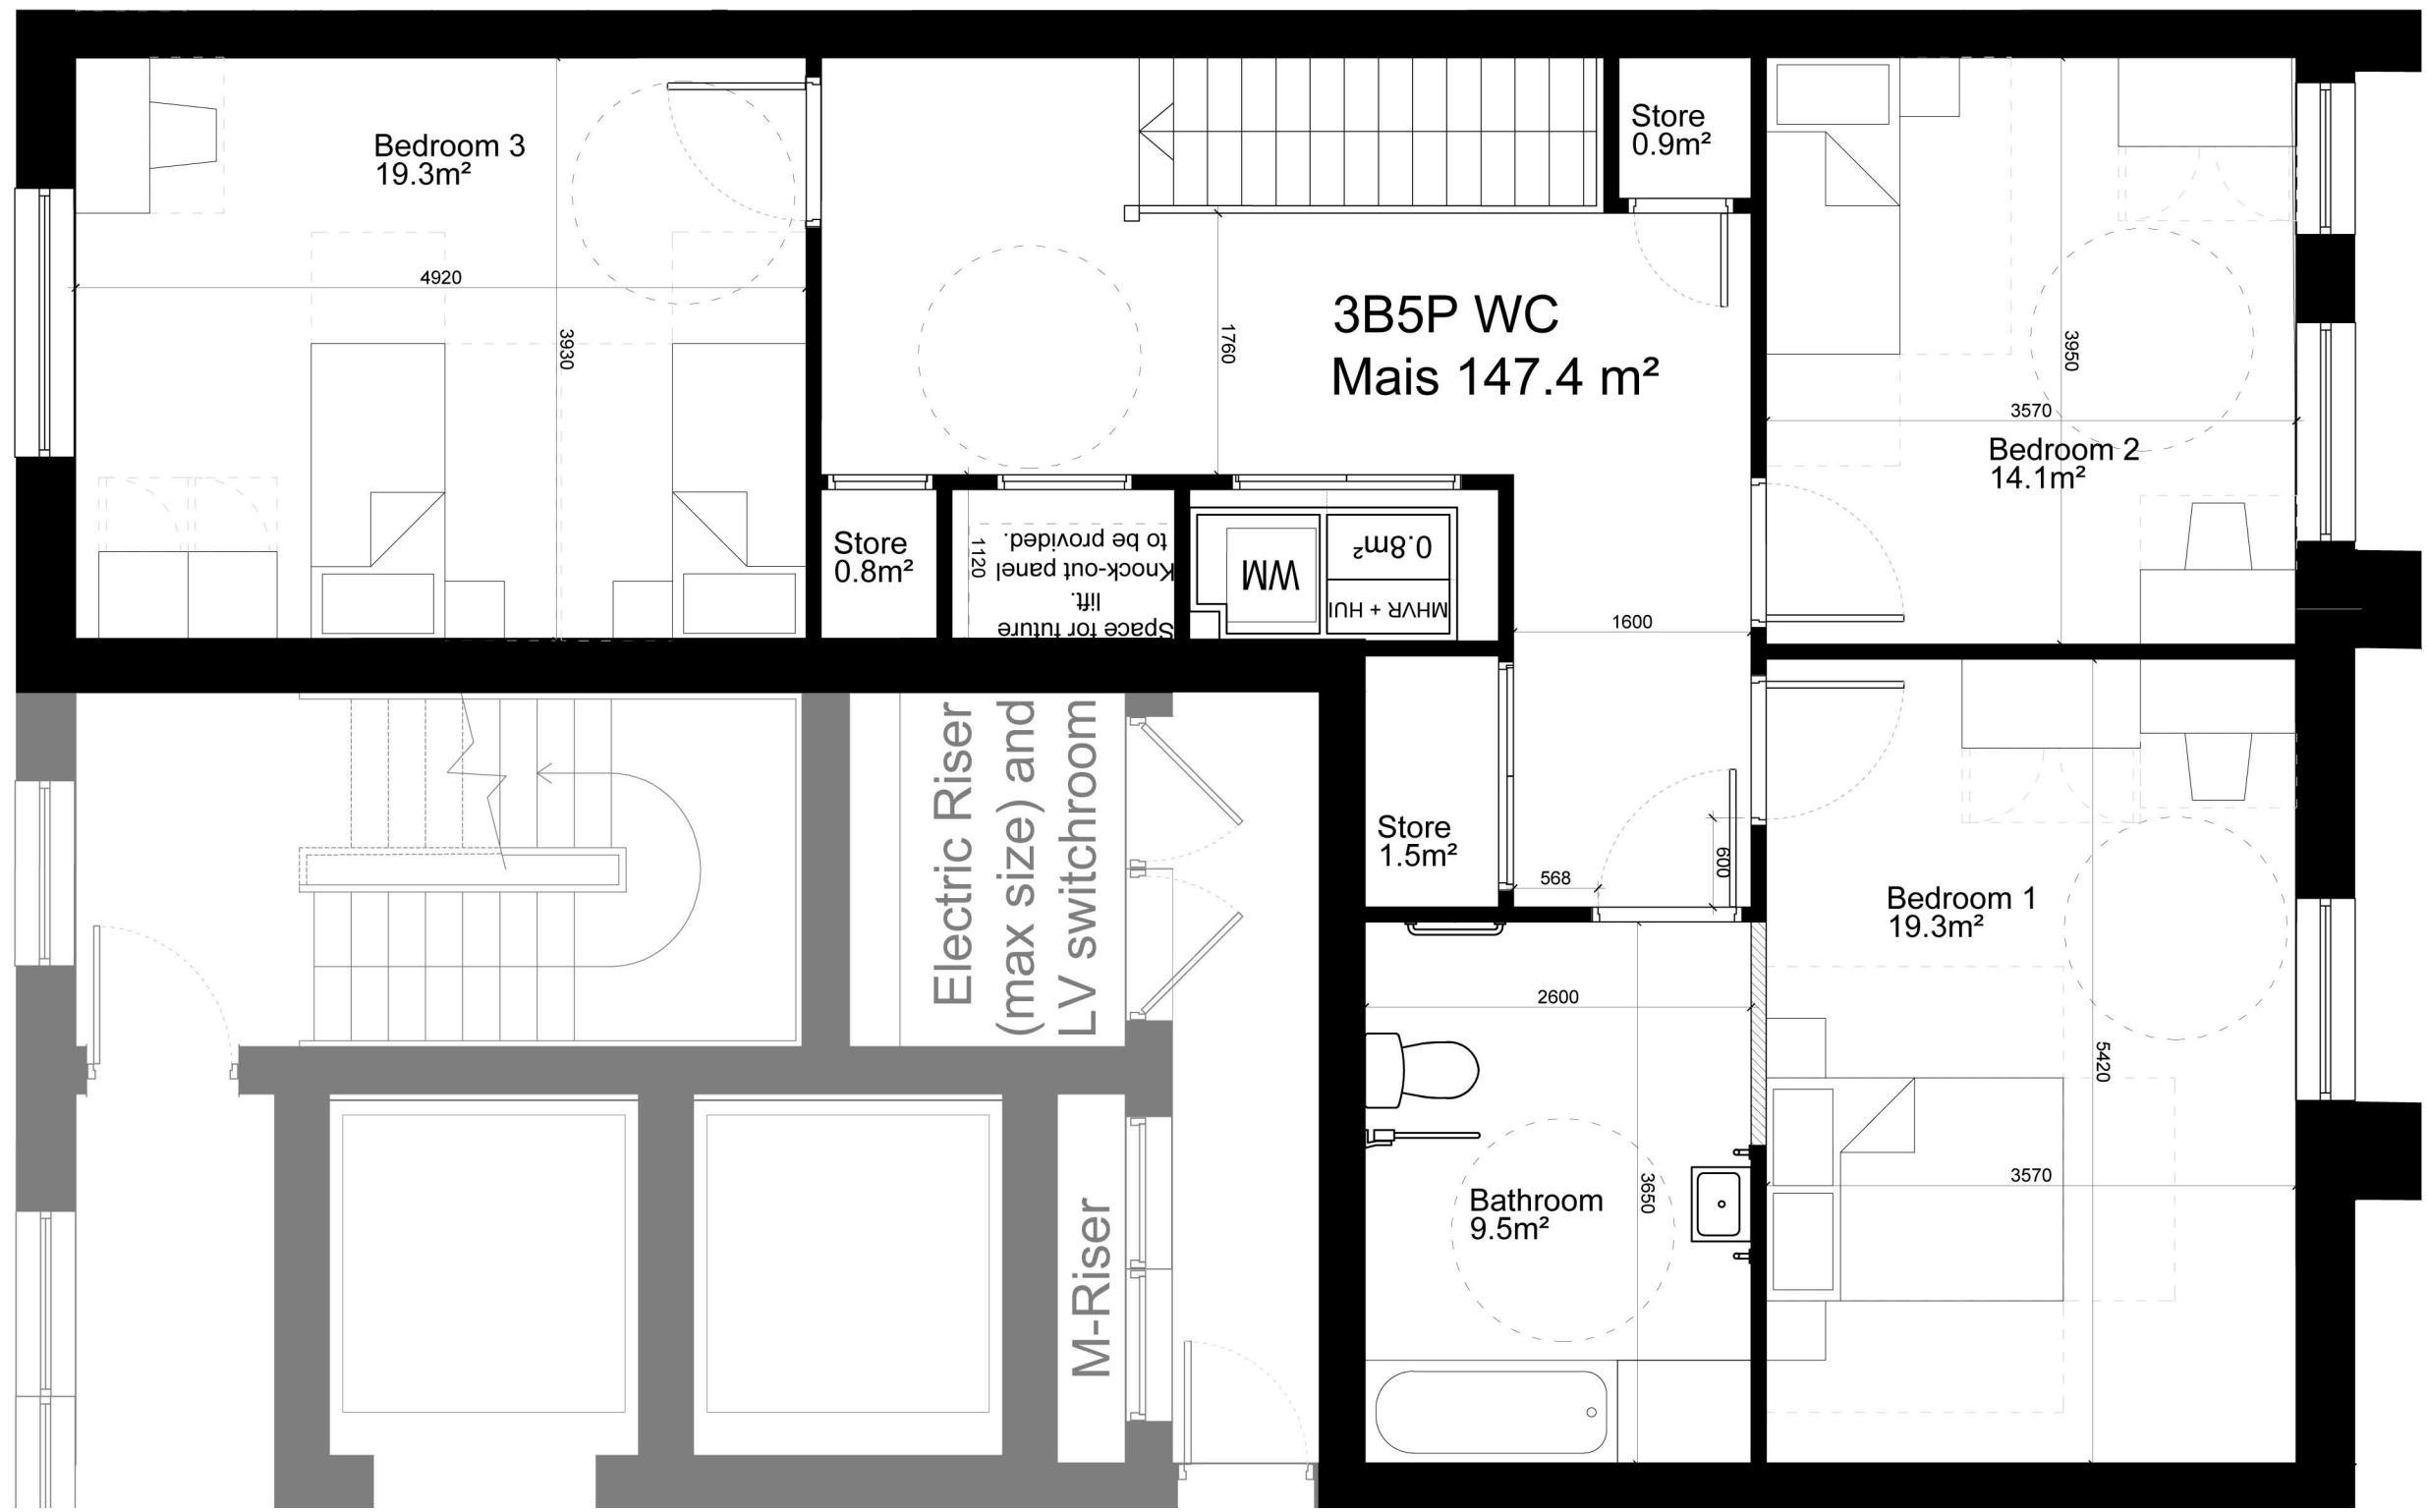 Bedroom 3
19.3m²
4920
3930
Store
0.9m²
3B5P WC
Mais 147.4 m²
1760
3950
3570
Bedroom 2
14.1m²
Store
0.8m²
1120
Space for future
lift.
Knock-out panel
to be provided.
WM
0.8m²
MHVR + HUI
1600
Electric Riser
(max size) and
LV switchroom
Store
1.5m²
568
600
Bedroom 1
19.3m²
2600
5420
3570
3650
Bathroom
9.5m²
M-Riser